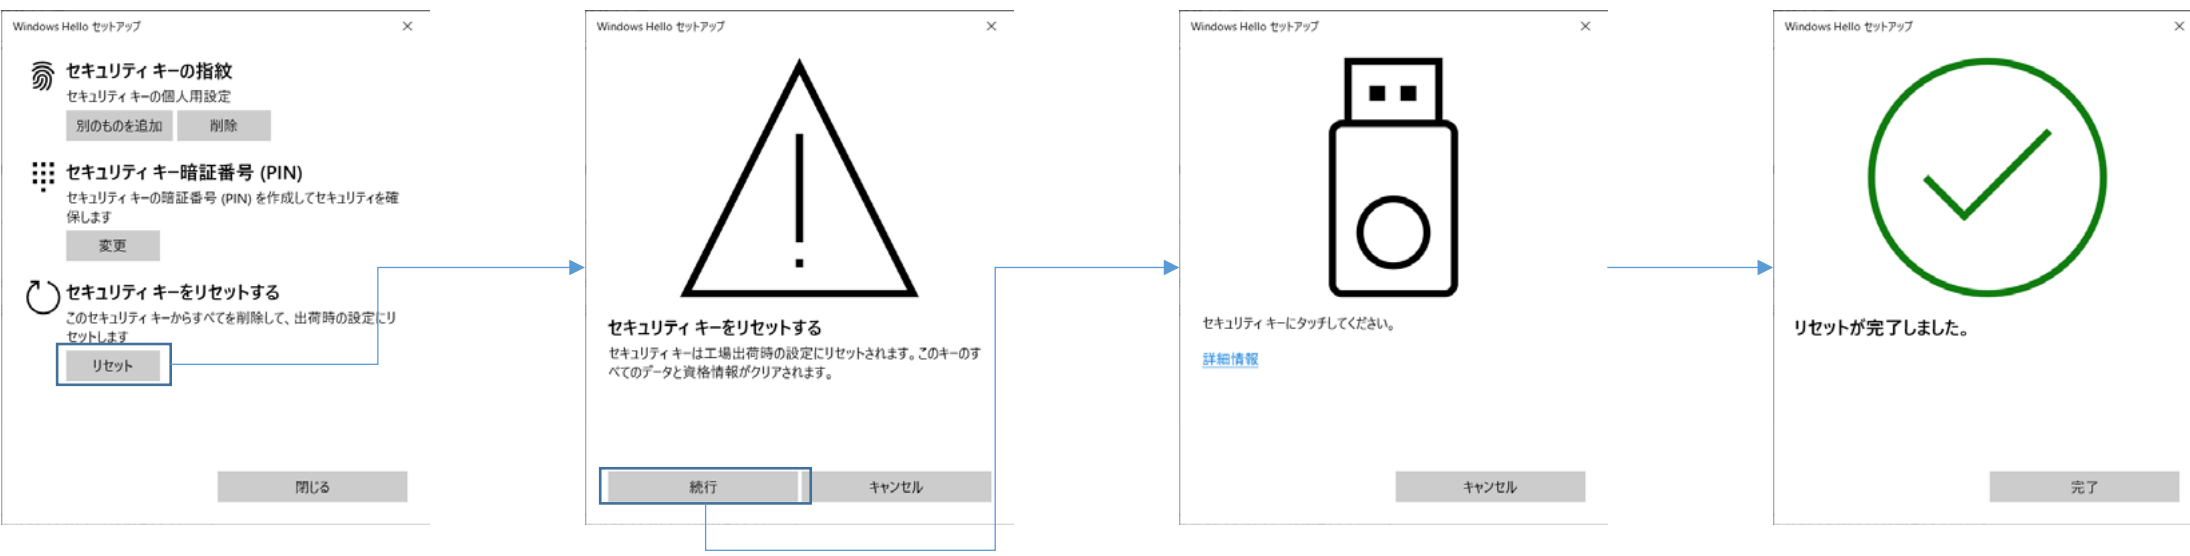 Windows Hello セットアップ
セキュリティ キーの指紋
セキュリティ キーの個人用設定
別のものを追加
削除
セキュリティ キー暗証番号 (PIN)
セキュリティ キーの暗証番号 (PIN) を作成してセキュリティを確
保します
変更
セキュリティ キーをリセットする
このセキュリティ キーからすべてを削除して、出荷時の設定にリ
セットします
リセット
閉じる
Windows Hello セットアップ
セキュリティ キーをリセットする
セキュリティ キーは工場出荷時の設定にリセットされます。このキーのす
べてのデータと資格情報がクリアされます。
続行
キャンセル
Windows Hello セットアップ
セキュリティ キーにタッチしてください。
詳細情報
キャンセル
Windows Hello セットアップ
リセットが完了しました。
完了